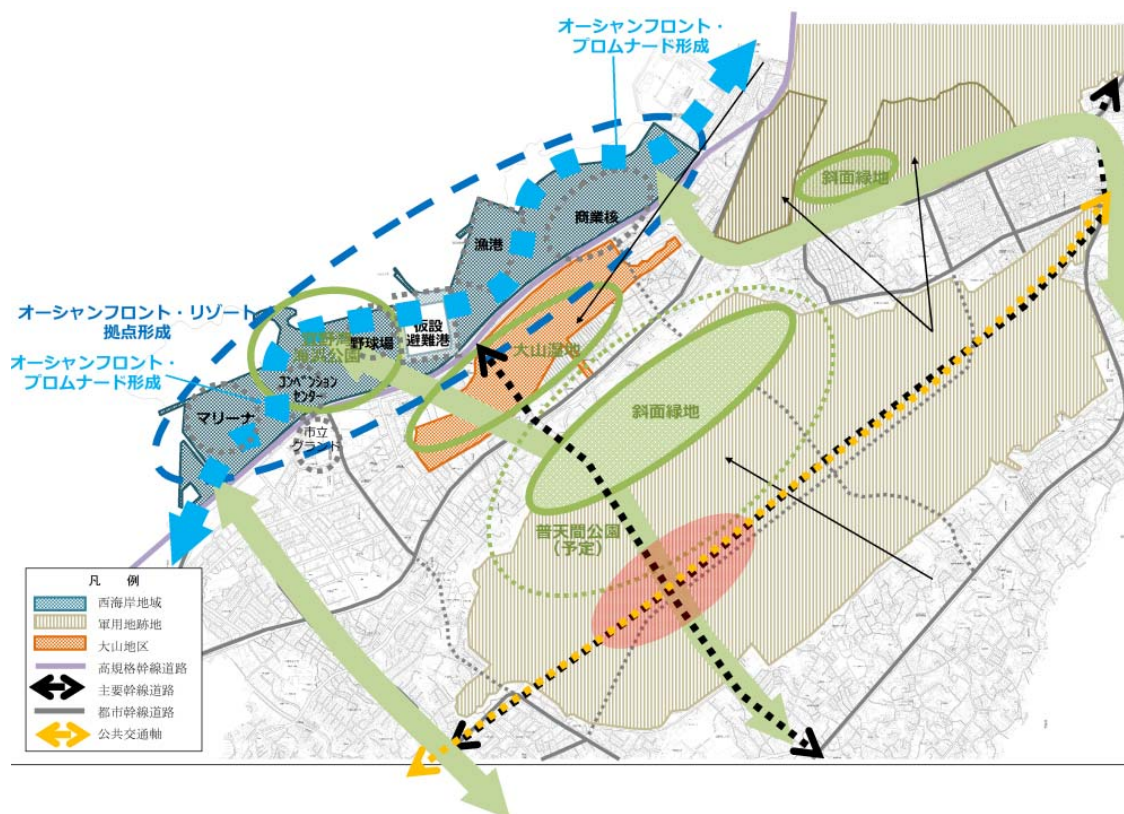 オーシャンフロント・
プロムナード形成
斜面緑地
商業核
漁港
オーシャンフロント・リゾート
拠点形成
仮設
避難港
野球場
海浜公園
大山湿地
オーシャンフロント・
プロムナード形成
コンベンション
センター
マリーナ
市立
グランド
斜面緑地
普天間公園
(予定)
凡 例
西海岸地域
軍用地跡地
大山地区
高規格幹線道路
主要幹線道路
都市幹線道路
公共交通軸